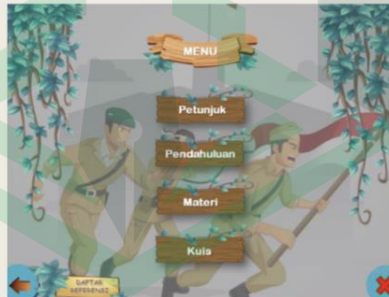 MENU
Petunjuk
Pendahuluan
Materi
Kuis
DAFTAR
REFERENSI